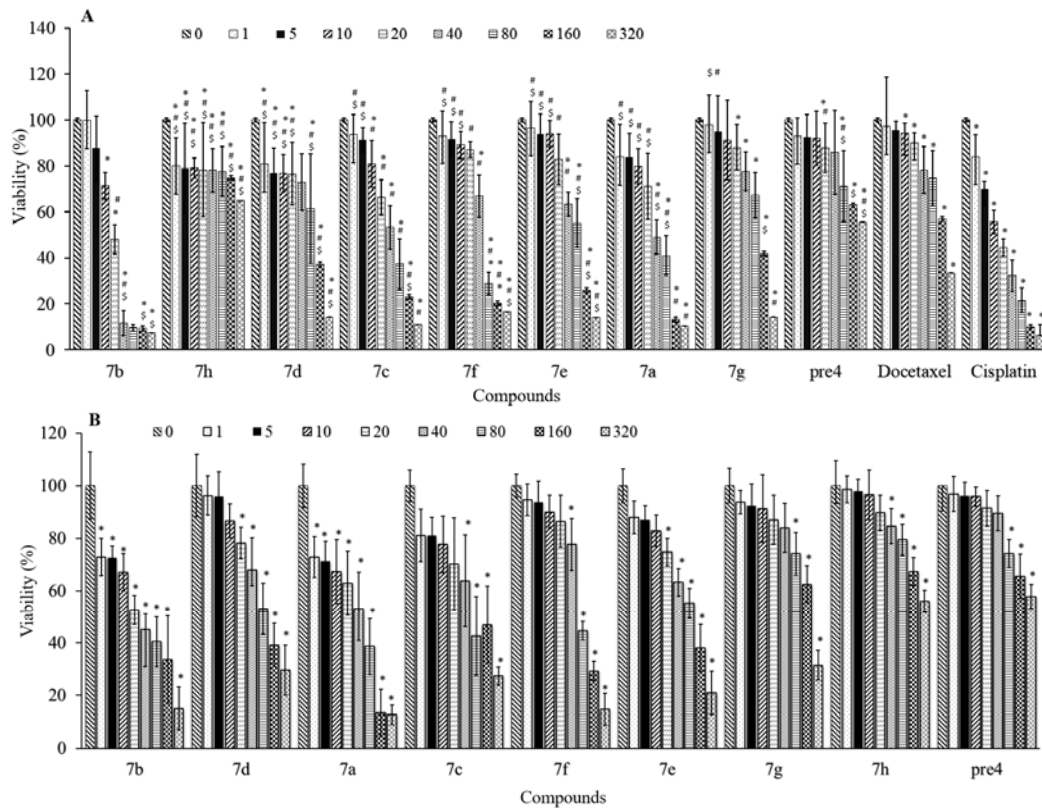 A
0 1 5 10 20 40 80 160 320
Viability (%)
140
120
100
80
60
40
20
0
7b 7h 7d 7c 7f 7e 7a 7g pre4 Docetaxel Cisplatin
Compounds
B
0 1 5 10 20 40 80 160 320
Viability (%)
120
100
80
60
40
20
0
7b 7d 7a 7c 7f 7e 7g 7h pre4
Compounds